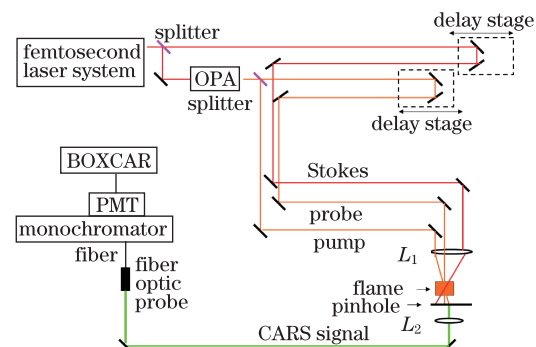 splitter
delay stage
femtosecond
laser system
OPA
splitter
delay stage
BOXCAR
Stokes
PMT
probe
monochromator
pump
fiber
L1
fiber
optic
probe
flame
pinhole
L2
CARS signal